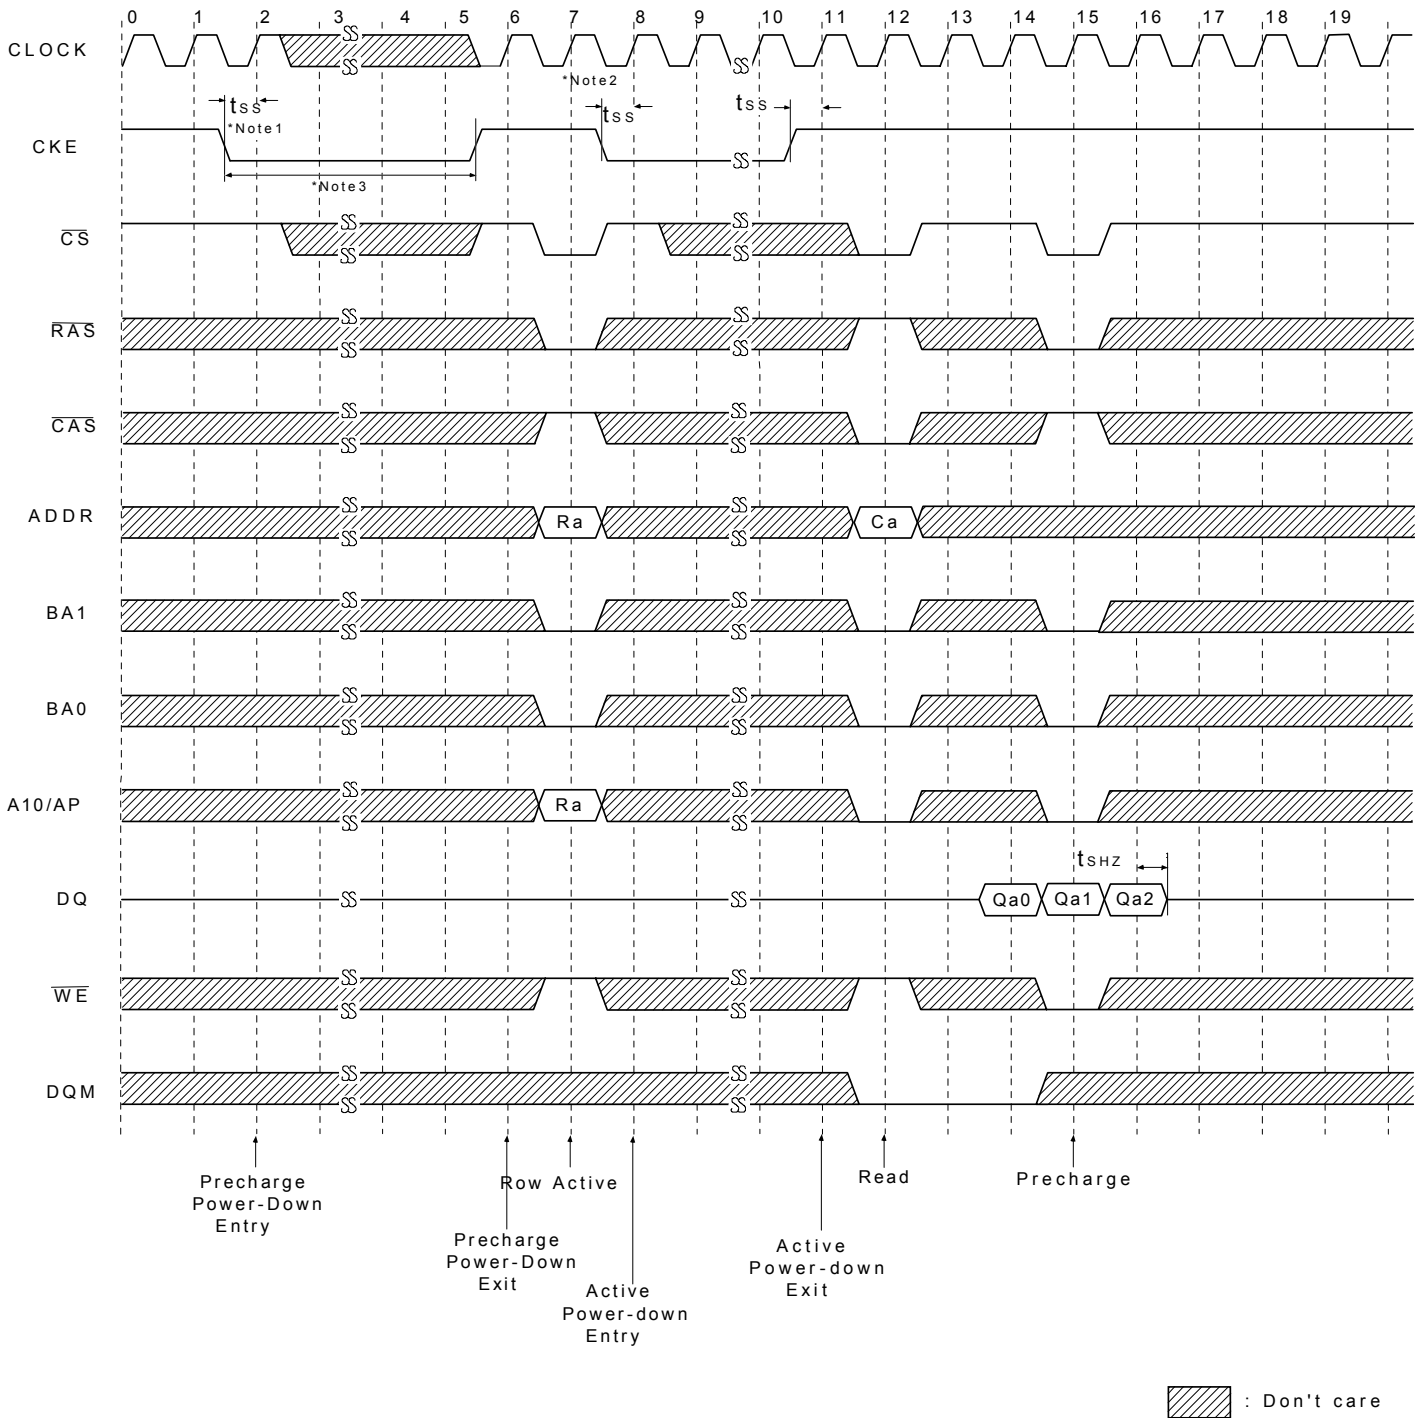 0 1 2 3 4 5 6 7 8 9 10 11 12 13 14 15 16 17 18 19
CLOCK
*Note2
tSS
tSS
tSS
*Note1
CKE
*Note3
CS
RAS
CAS
ADDR Ra Ca
BA1
BA0
A10/AP Ra
tSHZ
DQ Qa0 Qa1 Qa2
WE
DQM
Precharge
Power-Down
Entry
Row Active
Read
Precharge
Precharge
Power-Down
Exit
Active
Power-down
Exit
Active
Power-down
Entry
: Don't care